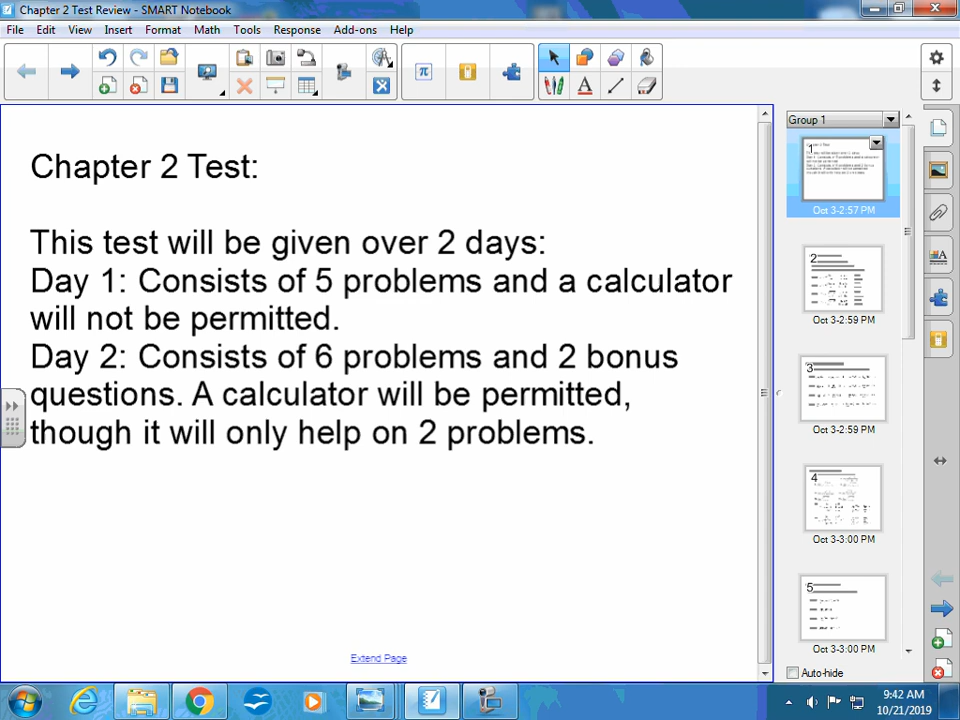 Chapter 2 Test Review - SMART Notebook
File Edit View Insert Format Math Tools Response Add-ons Help
Group 1
Chapter 2 Test:
This test will be given over 2 days:
Day 1: Consists of 5 problems and a calculator
will not be permitted.
Day 2: Consists of 6 problems and 2 bonus
questions. A calculator will be permitted,
though it will only help on 2 problems.
Extend Page
1
Oct 3-2:57 PM
2
Oct 3-2:59 PM
3
Oct 3-2:59 PM
4
Oct 3-3:00 PM
5
Oct 3-3:00 PM
Auto-hide
9:42 AM
10/21/2019